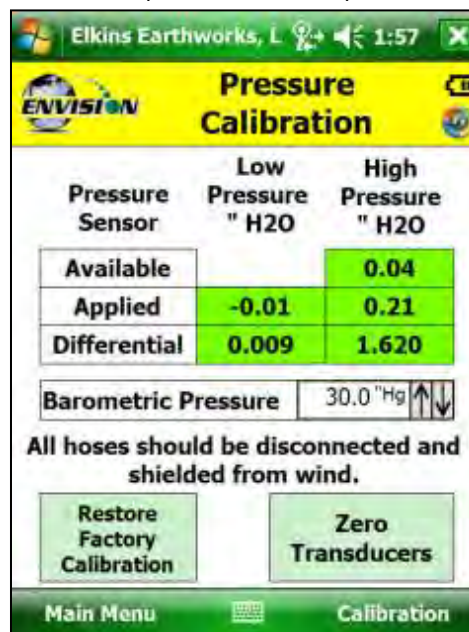 Elkins Earthworks, L 1:57
ENVISION
Pressure
Calibration
Pressure
Sensor
Low
Pressure
" H2O
High
Pressure
" H2O
Available 0.04
Applied -0.01 0.21
Differential 0.009 1.620
Barometric Pressure 30.0 "Hg
All hoses should be disconnected and
shielded from wind.
Restore
Factory
Calibration
Zero
Transducers
Main Menu Calibration